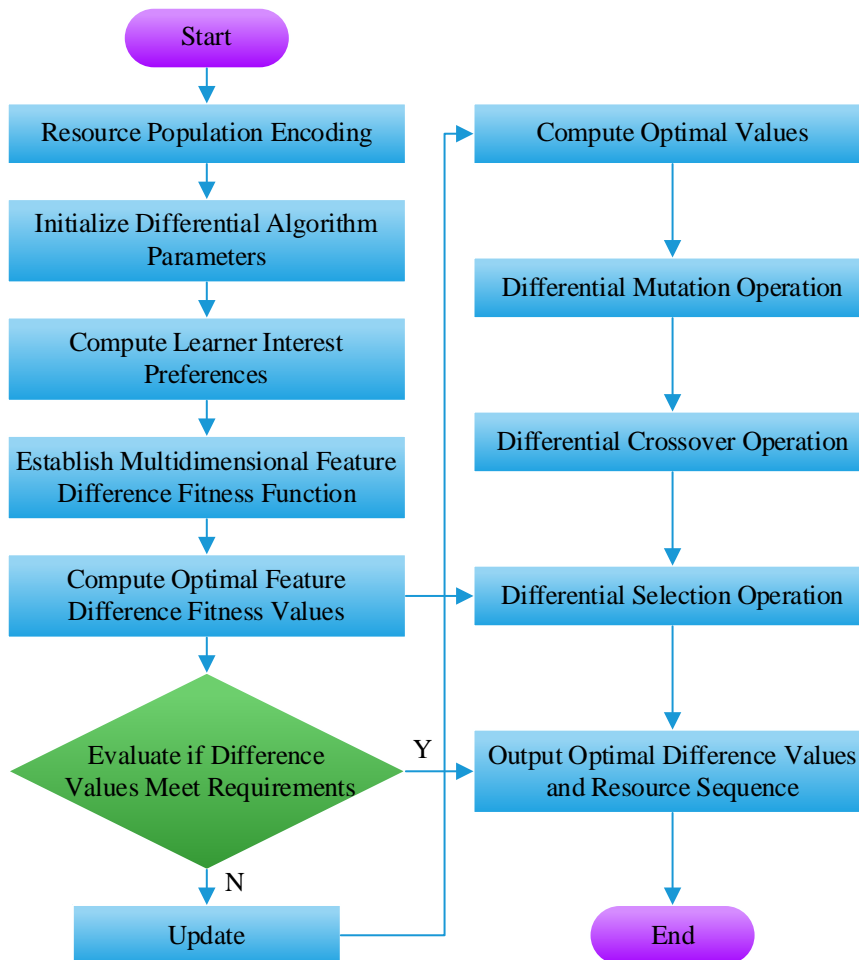 Start
Resource Population Encoding
Initialize Differential Algorithm
Parameters
Compute Learner Interest
Preferences
Establish Multidimensional Feature
Difference Fitness Function
Compute Optimal Feature
Difference Fitness Values
Evaluate if Difference
Values Meet Requirements
Y
N
Update
Compute Optimal Values
Differential Mutation Operation
Differential Crossover Operation
Differential Selection Operation
Output Optimal Difference Values
and Resource Sequence
End